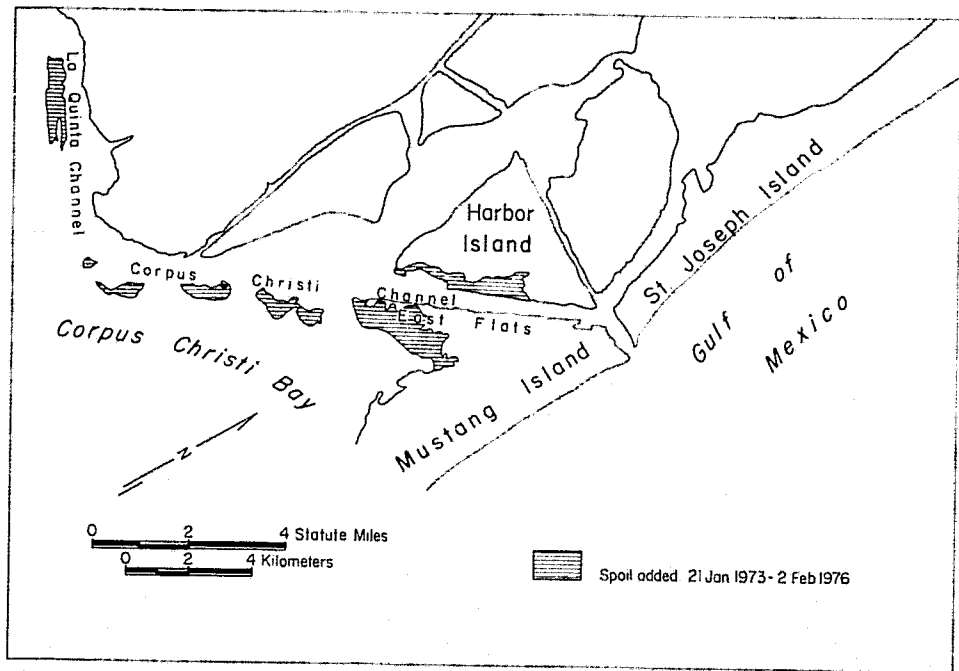 La Quinta Channel
Harbor
Island
St Joseph Island
Corpus Christi Channel
East Flats
Gulf of
Mexico
Corpus Christi Bay
Mustang Island
N
0 2 4 Statute Miles
0 2 4 Kilometers
Spoil added 21 Jan 1973-2 Feb 1976